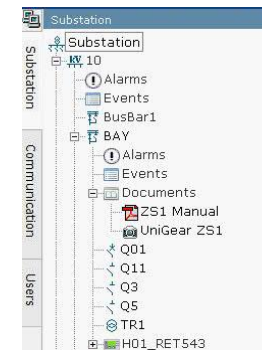 Substation
Substation
Communication
Users
Substation
KV 10
Alarms
Events
BusBar1
BAY
Alarms
Events
Documents
ZS1 Manual
UniGear ZS1
Q01
Q11
Q3
Q5
TR1
H01_RET543